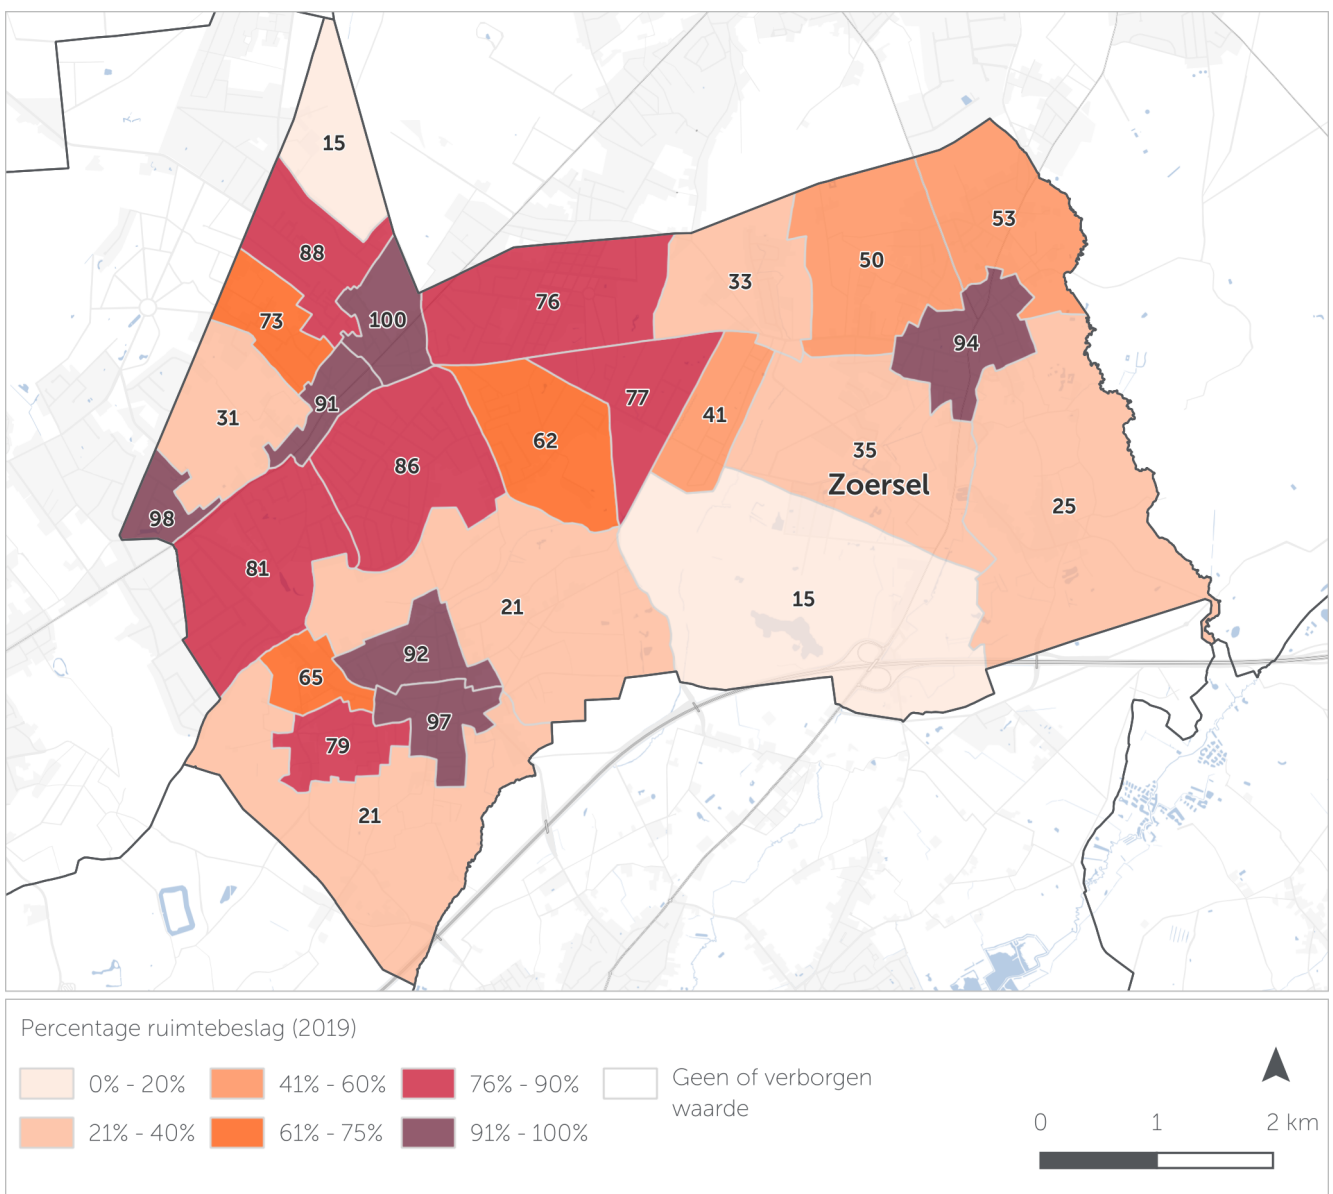 15
53
88
50
33
76
100
73
94
77
91
41
31
62
35
86
Zoersel
25
98
81
15
21
92
65
97
79
21
Percentage ruimtebeslag (2019)
0% - 20%
41% - 60%
76% - 90%
Geen of verborgen
waarde
21% - 40%
61% - 75%
91% - 100%
0 1 2 km